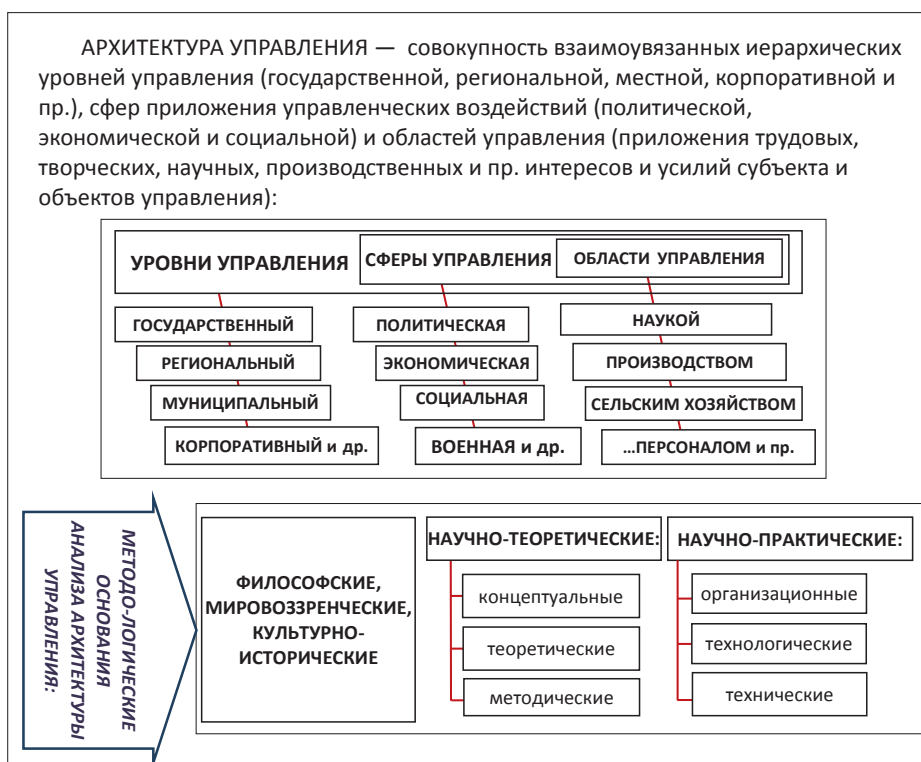 АРХИТЕКТУРА УПРАВЛЕНИЯ — совокупность взаимоувязанных иерархических
уровней управления (государственной, региональной, местной, корпоративной и
пр.), сфер приложения управленческих воздействий (политической,
экономической и социальной) и областей управления (приложения трудовых,
творческих, научных, производственных и пр. интересов и усилий субъекта и
объектов управления):
УРОВНИ УПРАВЛЕНИЯ
СФЕРЫ УПРАВЛЕНИЯ
ОБЛАСТИ УПРАВЛЕНИЯ
ГОСУДАРСТВЕННЫЙ
РЕГИОНАЛЬНЫЙ
МУНИЦИПАЛЬНЫЙ
КОРПОРАТИВНЫЙ и др.
ПОЛИТИЧЕСКАЯ
ЭКОНОМИЧЕСКАЯ
СОЦИАЛЬНАЯ
ВОЕННАЯ и др.
НАУКОЙ
ПРОИЗВОДСТВОМ
СЕЛЬСКИМ ХОЗЯЙСТВОМ
...ПЕРСОНАЛОМ и пр.
МЕТОДО-ЛОГИЧЕСКИЕ
ОСНОВАНИЯ
АНАЛИЗА АРХИТЕКТУРЫ
УПРАВЛЕНИЯ:
ФИЛОСОФСКИЕ,
МИРОВОЗЗРЕНЧЕСКИЕ,
КУЛЬТУРНО-
ИСТОРИЧЕСКИЕ
НАУЧНО-ТЕОРЕТИЧЕСКИЕ:
концептуальные
теоретические
методические
НАУЧНО-ПРАКТИЧЕСКИЕ:
организационные
технологические
технические